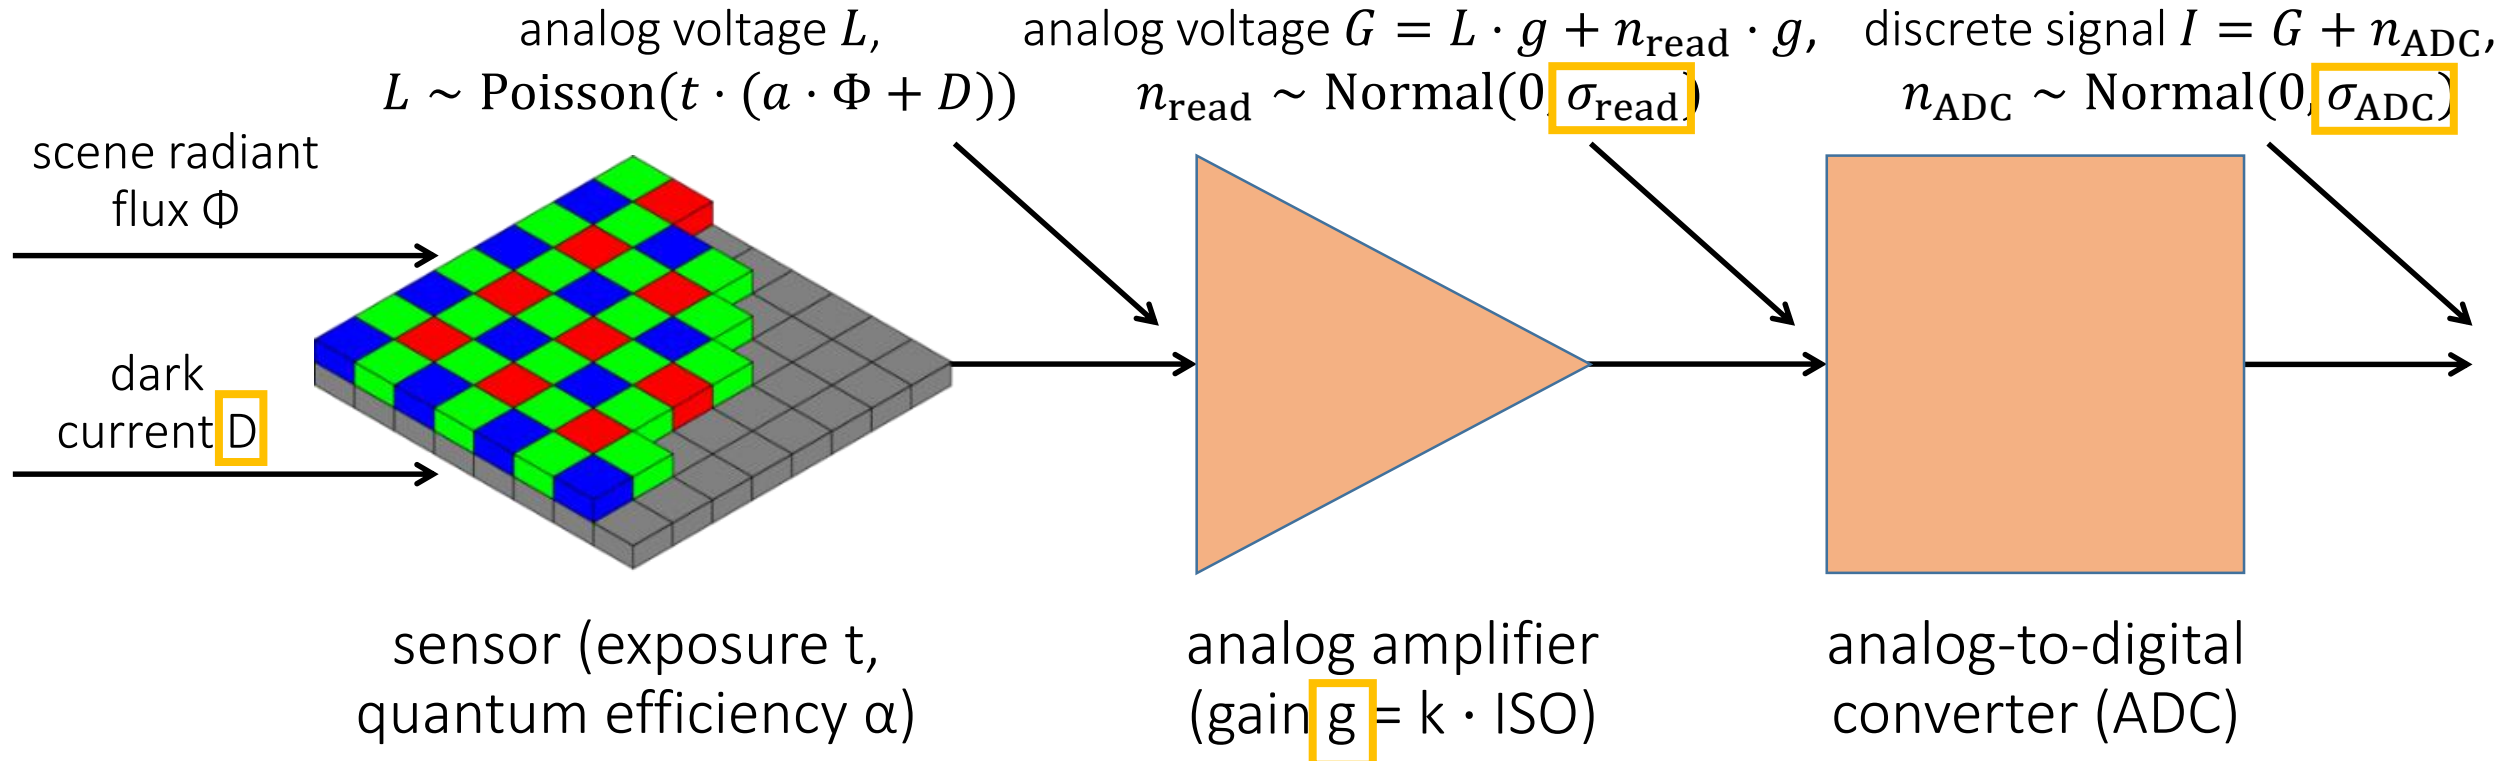 analog voltage L,
L ~ Poisson(t · (a · Φ + D))
analog voltage G = L · g + n_read · g,
n_read ~ Normal(0, σ_read)
discrete signal I = G + n_ADC,
n_ADC ~ Normal(0, σ_ADC)
scene radiant
flux Φ
dark
current D
sensor (exposure t,
quantum efficiency α)
analog amplifier
(gain g = k · ISO)
analog-to-digital
converter (ADC)